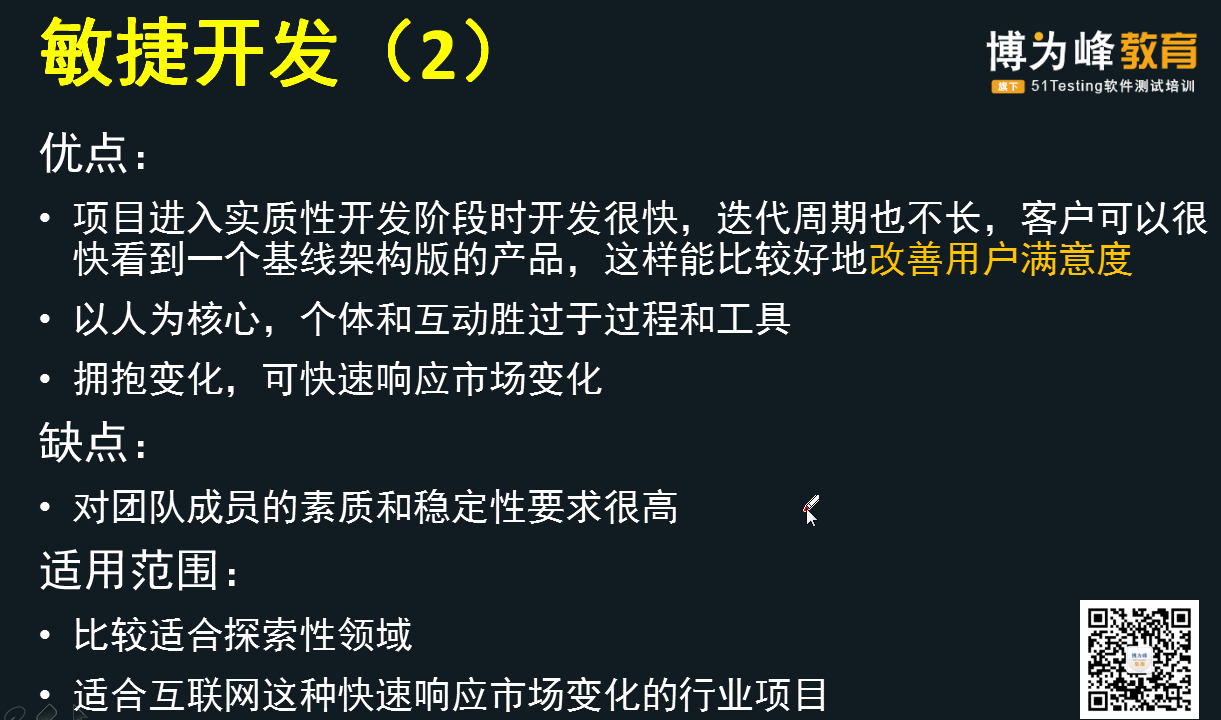 敏捷开发（2）
博为峰教育
旗下 51Testing软件测试培训
优点：
• 项目进入实质性开发阶段时开发很快，迭代周期也不长，客户可以很
快看到一个基线架构版的产品，这样能比较好地改善用户满意度
• 以人为核心，个体和互动胜过于过程和工具
• 拥抱变化，可快速响应市场变化
缺点：
• 对团队成员的素质和稳定性要求很高
适用范围：
• 比较适合探索性领域
• 适合互联网这种快速响应市场变化的行业项目
博为峰